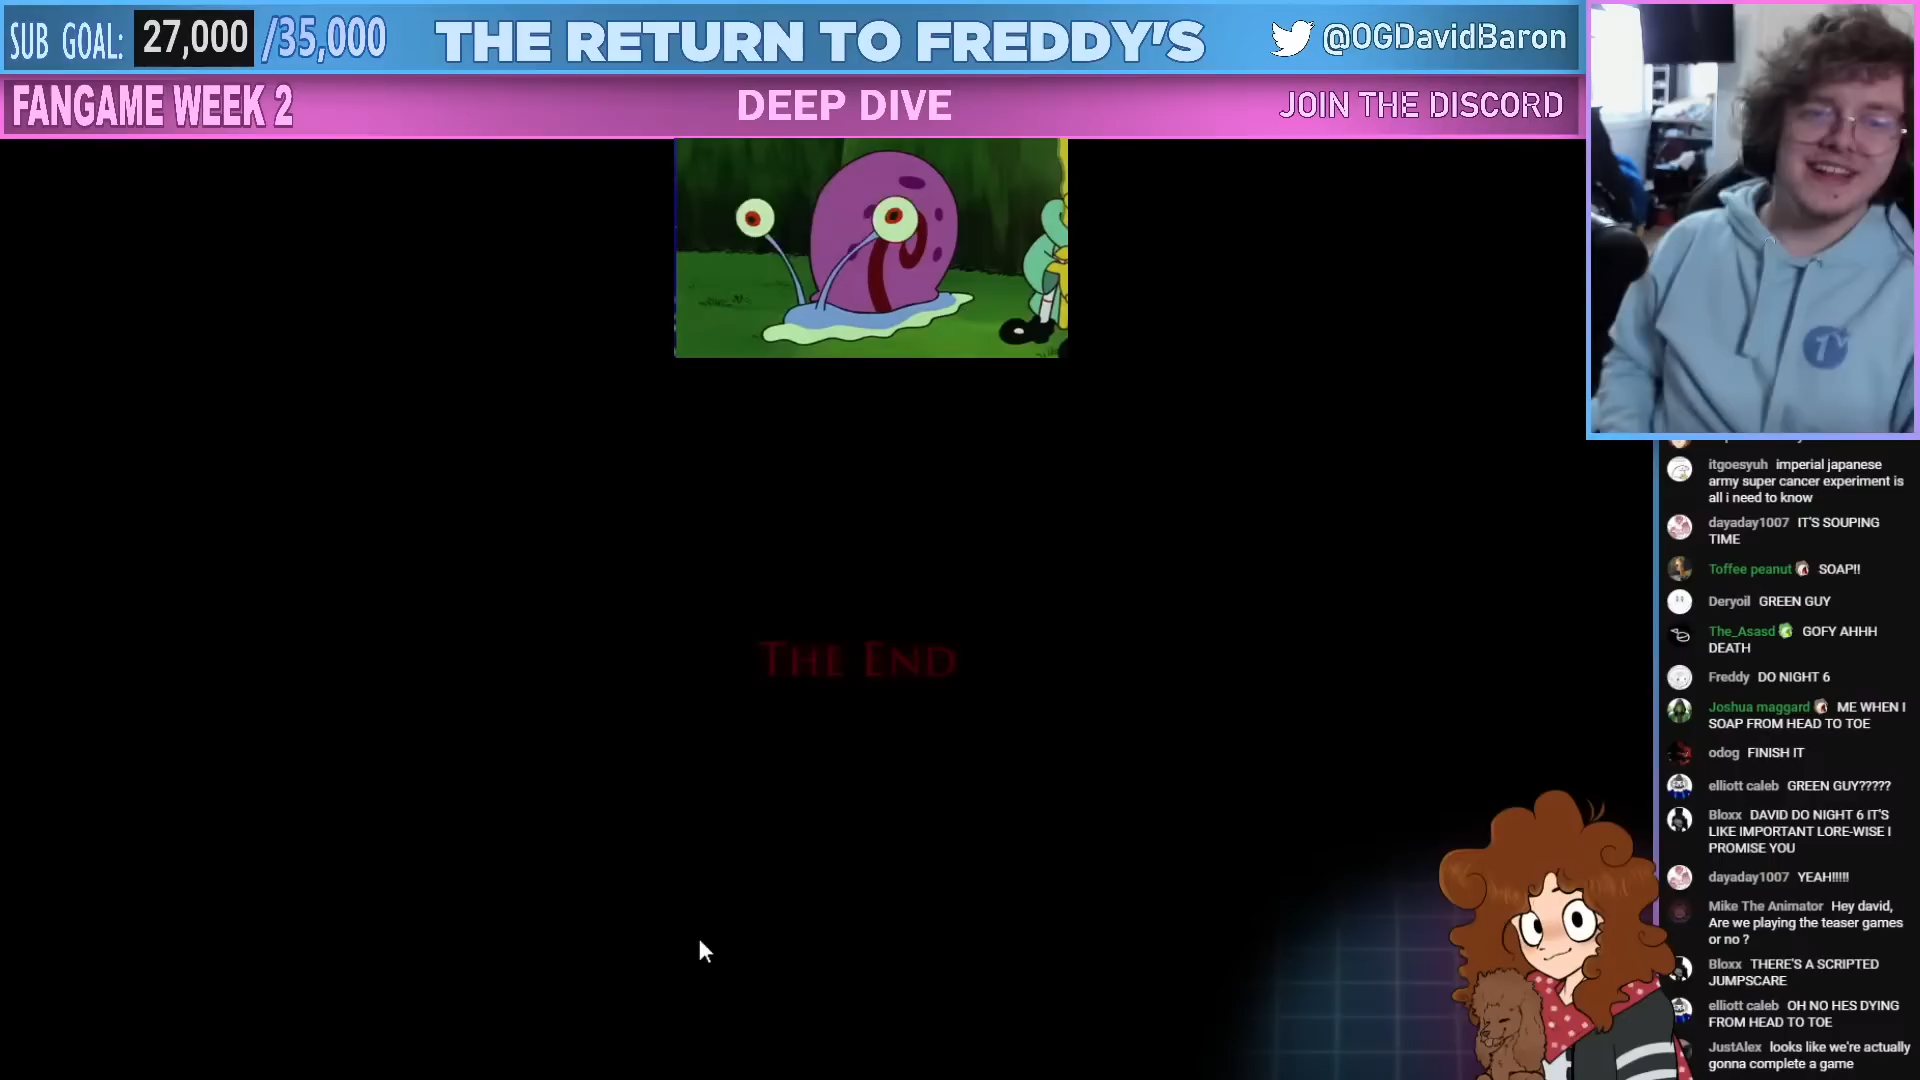 SUB GOAL: 27,000 /35,000
THE RETURN TO FREDDY'S
@OGDavidBaron
FANGAME WEEK 2
DEEP DIVE
JOIN THE DISCORD
THE END
itgoesyuh imperial japanese
army super cancer experiment is
all i need to know
dayaday1007 IT'S SOUPING
TIME
Toffee peanut SOAP!!
Deryoil GREEN GUY
The_Asasd GOFY AHHH
DEATH
Freddy DO NIGHT 6
Joshua maggard ME WHEN I
SOAP FROM HEAD TO TOE
odog FINISH IT
elliott caleb GREEN GUY?????
Bloxx DAVID DO NIGHT 6 IT'S
LIKE IMPORTANT LORE-WISE I
PROMISE YOU
dayaday1007 YEAH!!!!!
Mike The Animator Hey david,
Are we playing the teaser games
or no ?
Bloxx THERE'S A SCRIPTED
JUMPSCARE
elliott caleb OH NO HES DYING
FROM HEAD TO TOE
JustAlex looks like we're actually
gonna complete a game